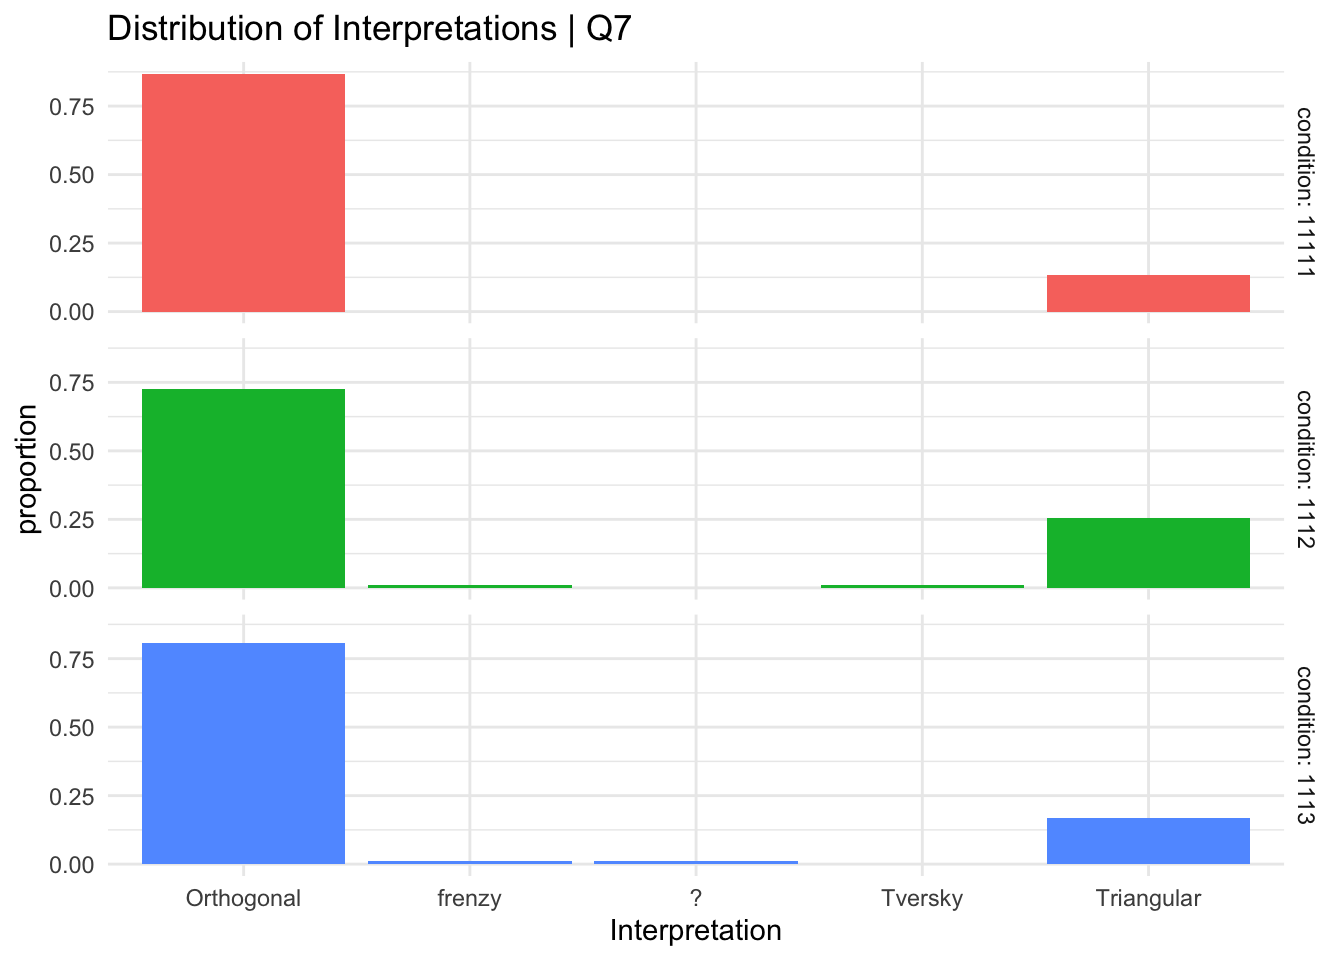 Distribution of Interpretations | Q7
0.75
0.50
0.25
0.00
condition: 11111
0.75
0.50
0.25
0.00
condition: 1112
0.75
0.50
0.25
0.00
condition: 1113
proportion
Orthogonal frenzy ? Tversky Triangular
Interpretation